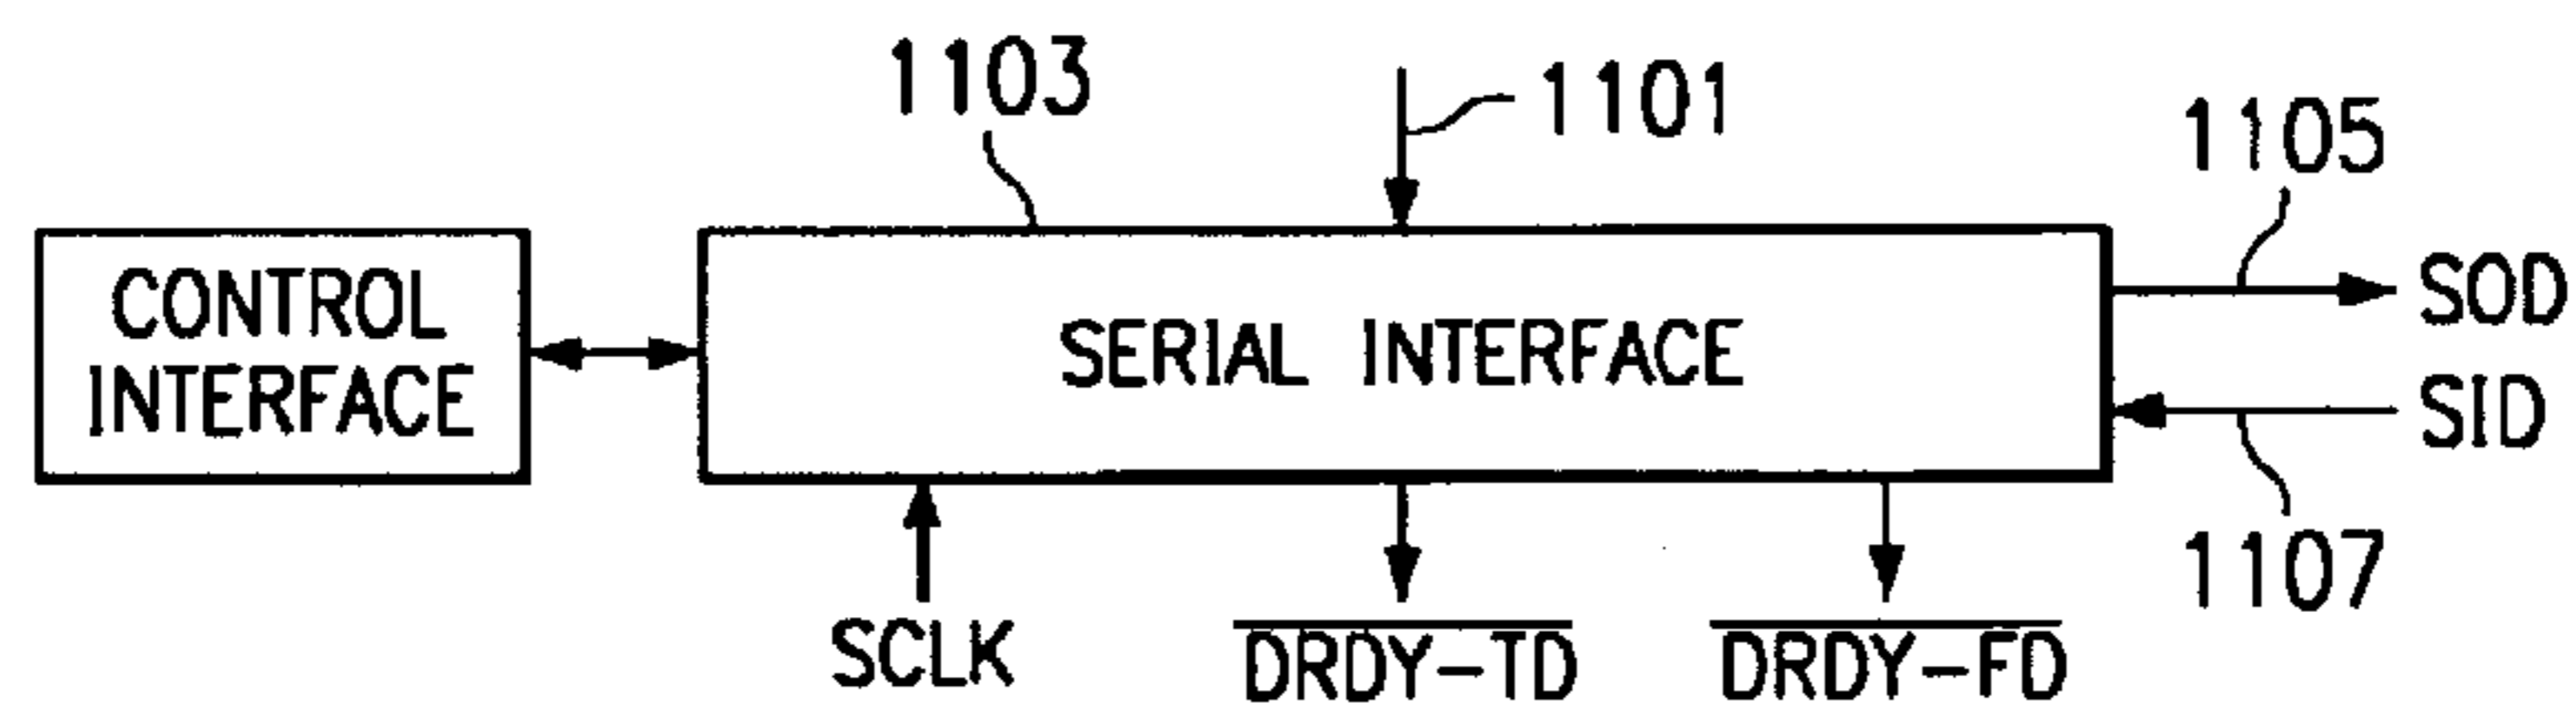 1103
1101
1105
CONTROL
INTERFACE
SERIAL INTERFACE
SOD
SID
1107
SCLK
DRDY-TD
DRDY-FD